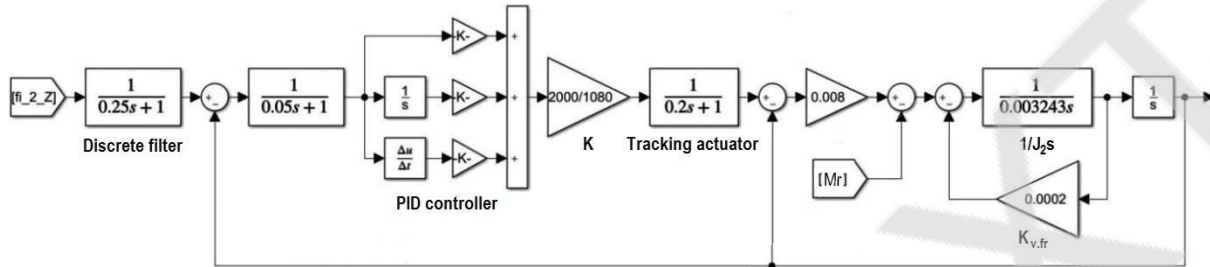 [fi_2_Z]
1
0.25s + 1
Discrete filter
+
-
1
0.05s + 1
-K-
1
s
-K-
Δu
Δt
-K-
+
+
+
PID controller
2000/1080
K
1
0.2s + 1
Tracking actuator
+
-
0.008
+
-
[Mr]
+
-
1
0.003243s
1/J₂s
0.0002
Kv.fr
1
s